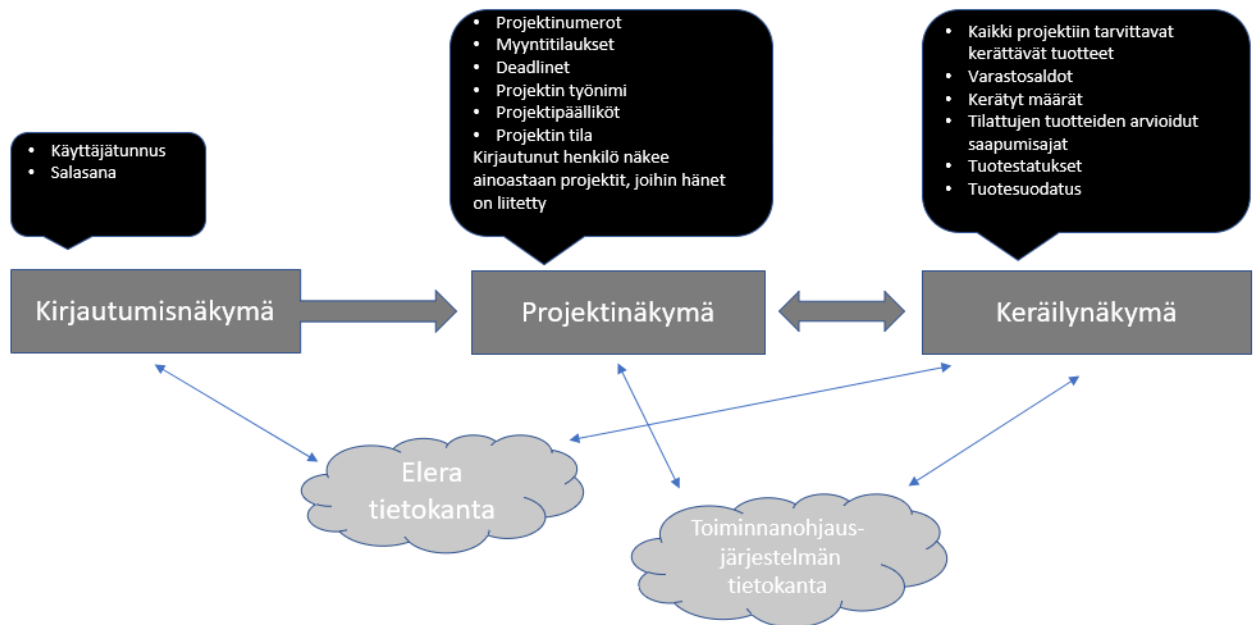 Käyttäjätunnus
Salasana
Projektinumerot
Myyntitilaukset
Deadlinet
Projektin työnimi
Projektipäälliköt
Projektin tila
Kirjautunut henkilö näkee
ainoastaan projektit, joihin hänet
on liitetty
Kaikki projektiin tarvittavat
kerättävät tuotteet
Varastosaldot
Kerätyt määrät
Tilattujen tuotteiden arvioidut
saapumisajat
Tuotestatukset
Tuotesuodatus
Kirjautumisnäkymä
Projektinäkymä
Keräilynäkymä
Elera
tietokanta
Toiminnanohjaus-
järjestelmän
tietokanta